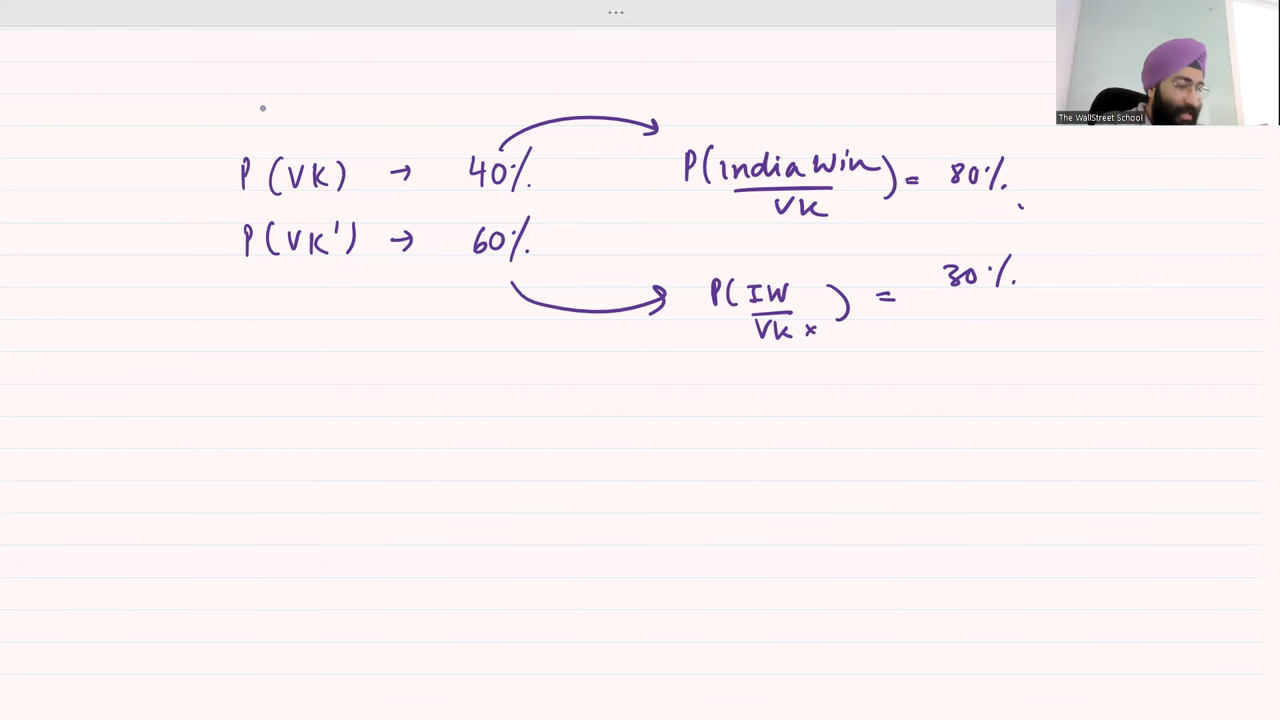 The WallStreet School
P (VK) → 40%. P(India Win / VK) = 80%.
P (VK') → 60%.
P( IW / VK × ) = 30%.